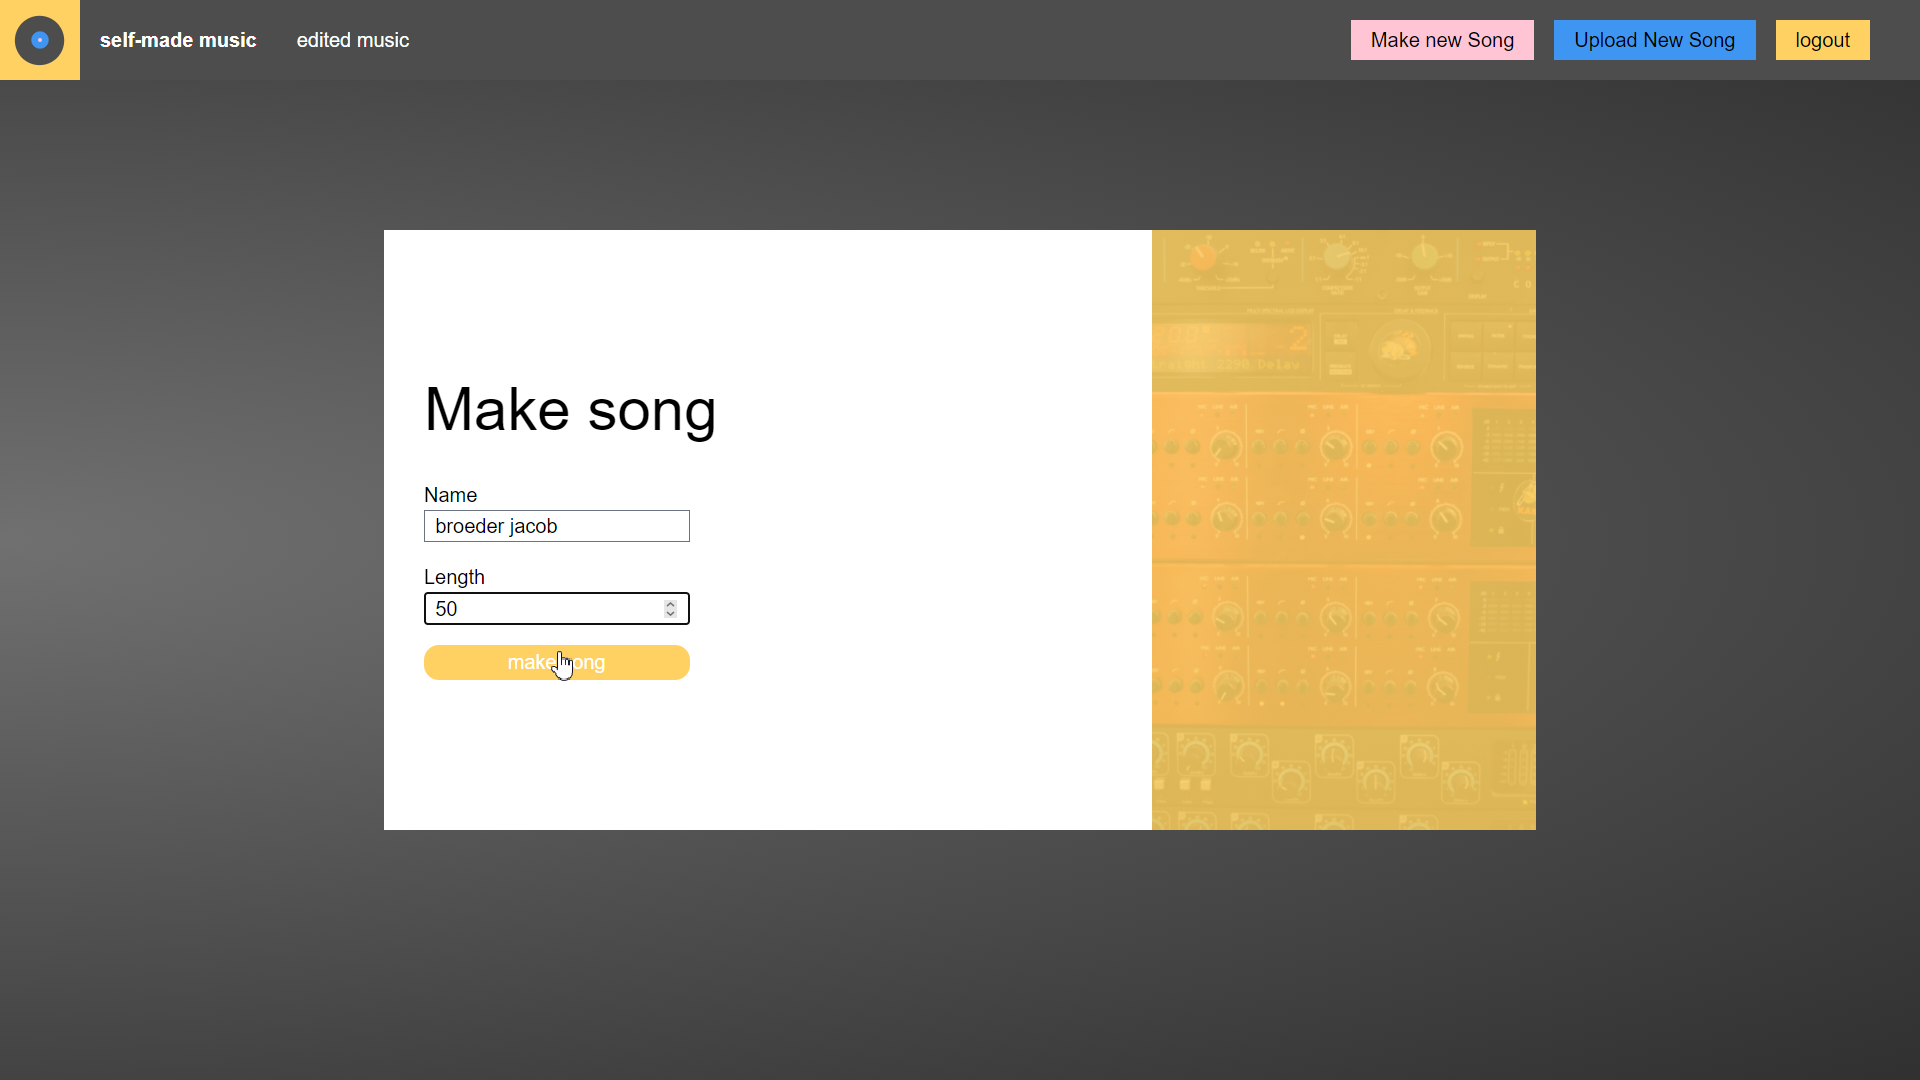 self-made music
edited music
Make new Song
Upload New Song
logout
Make song
Name
broeder jacob
Length
50